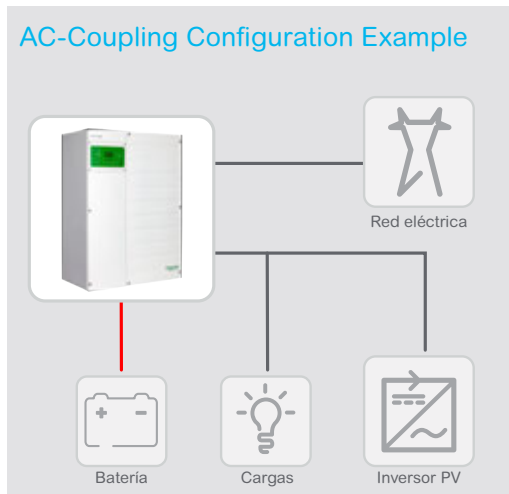 AC-Coupling Configuration Example
Red eléctrica
Batería
Cargas
Inversor PV